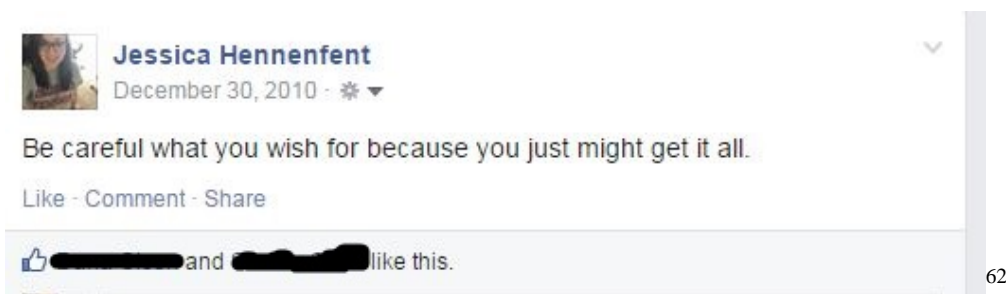 Jessica Hennenfent
December 30, 2010 ·
Be careful what you wish for because you just might get it all.
Like · Comment · Share
and like this.
62